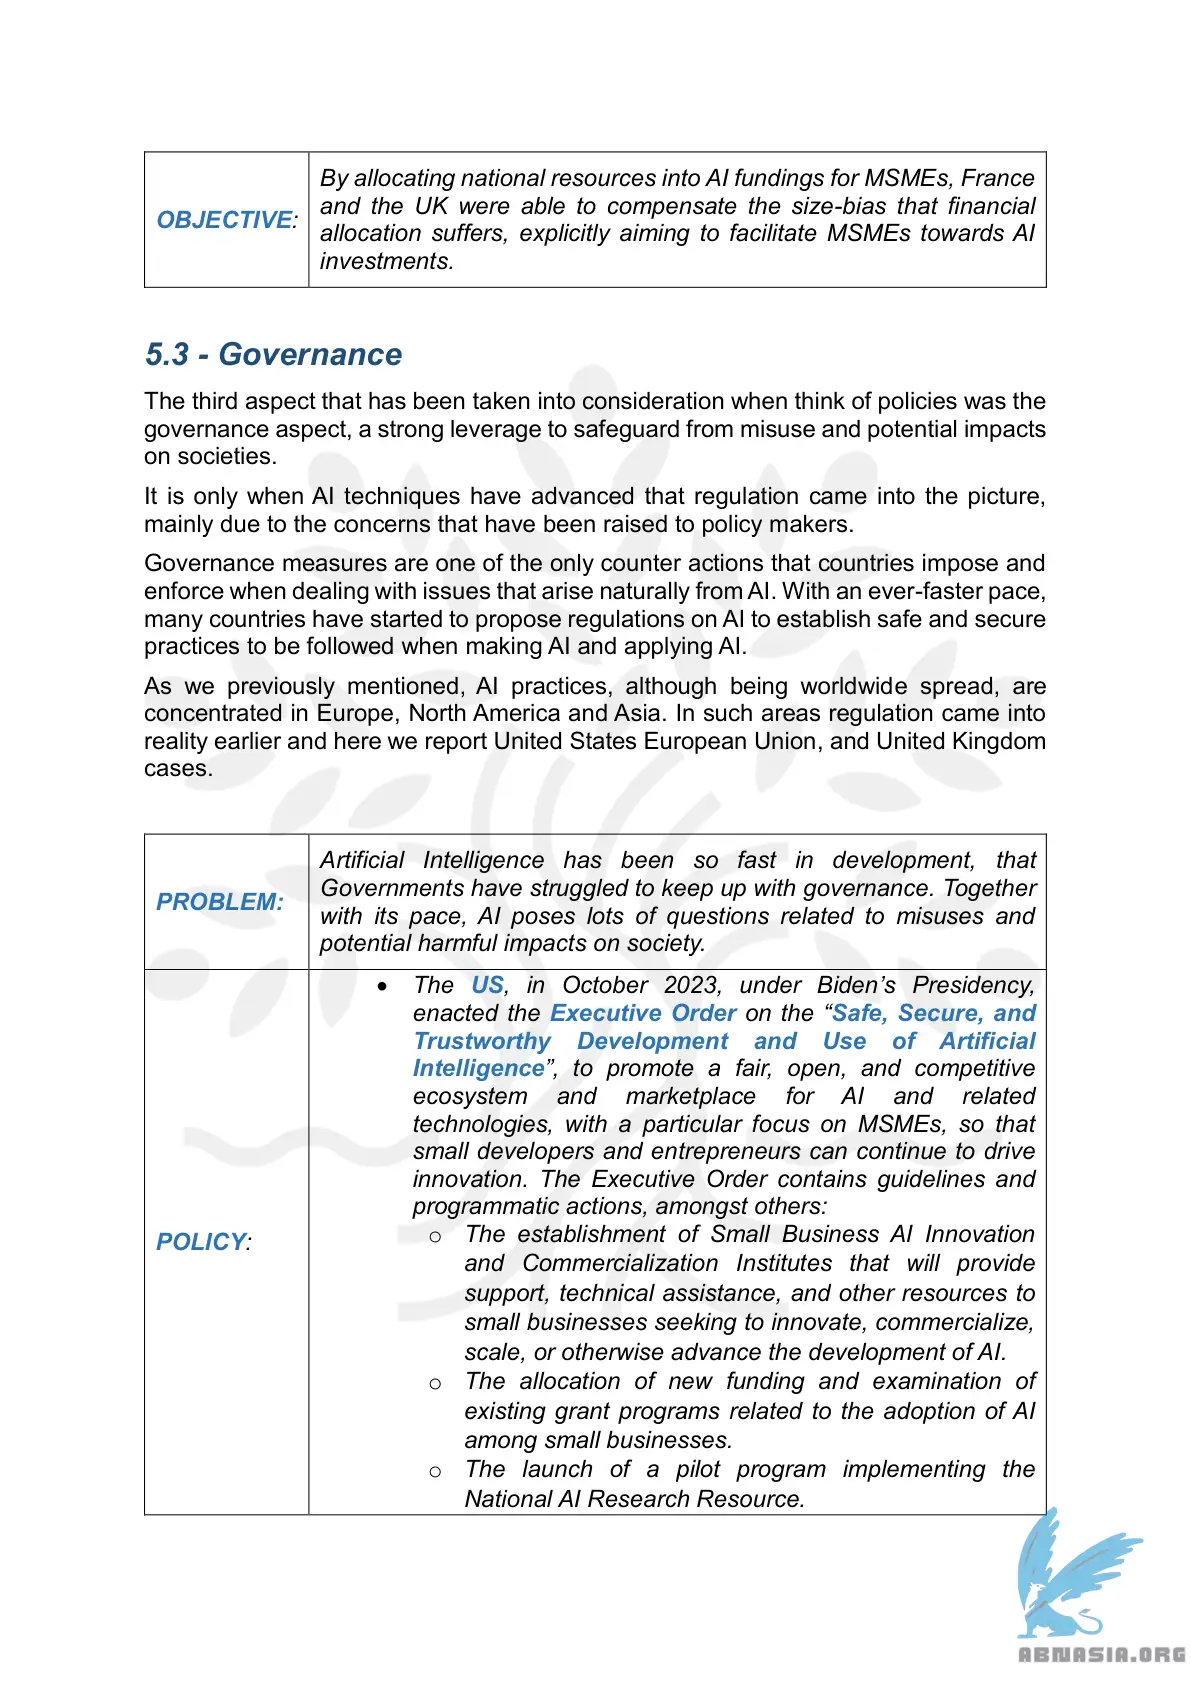 OBJECTIVE:
By allocating national resources into AI fundings for MSMEs, France
and the UK were able to compensate the size-bias that financial
allocation suffers, explicitly aiming to facilitate MSMEs towards AI
investments.
5.3 - Governance
The third aspect that has been taken into consideration when think of policies was the
governance aspect, a strong leverage to safeguard from misuse and potential impacts
on societies.
It is only when AI techniques have advanced that regulation came into the picture,
mainly due to the concerns that have been raised to policy makers.
Governance measures are one of the only counter actions that countries impose and
enforce when dealing with issues that arise naturally from AI. With an ever-faster pace,
many countries have started to propose regulations on AI to establish safe and secure
practices to be followed when making AI and applying AI.
As we previously mentioned, AI practices, although being worldwide spread, are
concentrated in Europe, North America and Asia. In such areas regulation came into
reality earlier and here we report United States European Union, and United Kingdom
cases.
PROBLEM:
Artificial Intelligence has been so fast in development, that
Governments have struggled to keep up with governance. Together
with its pace, AI poses lots of questions related to misuses and
potential harmful impacts on society.
POLICY:
• The US, in October 2023, under Biden’s Presidency,
enacted the Executive Order on the “Safe, Secure, and
Trustworthy Development and Use of Artificial
Intelligence”, to promote a fair, open, and competitive
ecosystem and marketplace for AI and related
technologies, with a particular focus on MSMEs, so that
small developers and entrepreneurs can continue to drive
innovation. The Executive Order contains guidelines and
programmatic actions, amongst others:
o The establishment of Small Business AI Innovation
and Commercialization Institutes that will provide
support, technical assistance, and other resources to
small businesses seeking to innovate, commercialize,
scale, or otherwise advance the development of AI.
o The allocation of new funding and examination of
existing grant programs related to the adoption of AI
among small businesses.
o The launch of a pilot program implementing the
National AI Research Resource.
ABNASIA.ORG